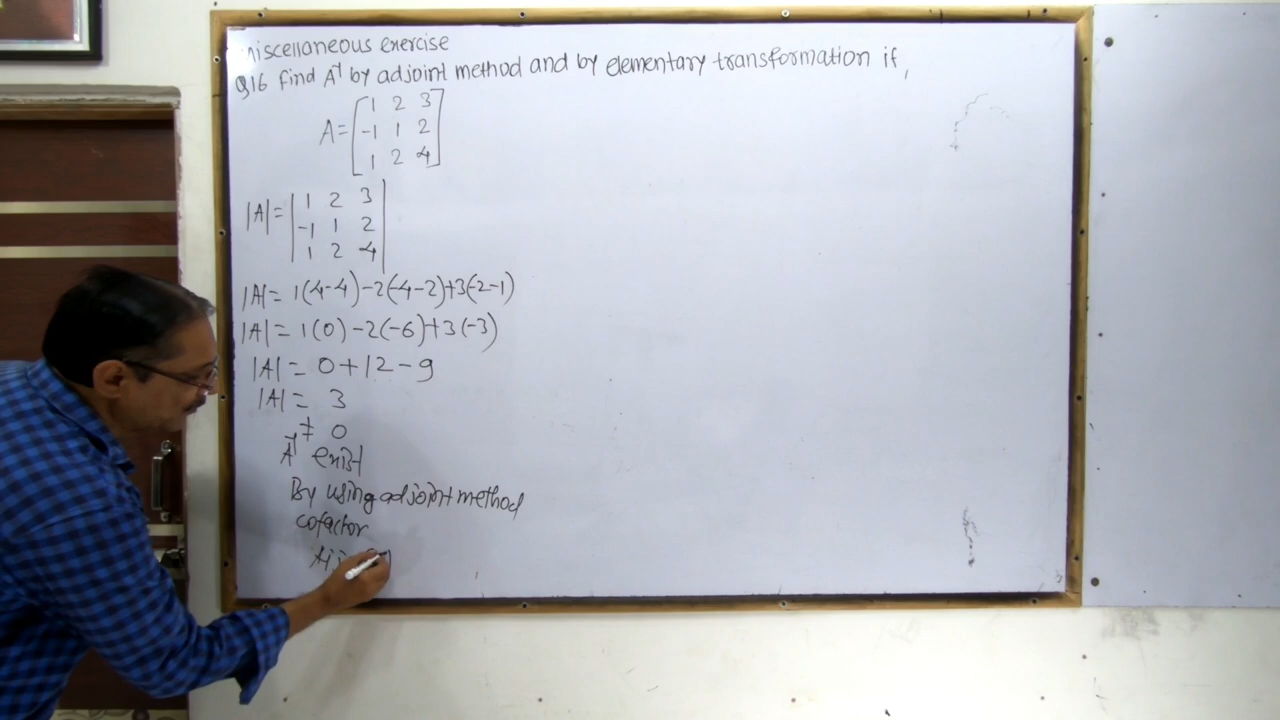 Miscellaneous exercise
Q16 find A⁻¹ by adjoint method and by elementary transformation if,
A = [1 2 3
-1 1 2
1 2 4]
|A| = |1 2 3
-1 1 2
1 2 4|
|A| = 1(4-4)-2(-4-2)+3(-2-1)
|A| = 1(0)-2(-6)+3(-3)
|A| = 0+12-9
|A| = 3
≠ 0
A⁻¹ exist
By using adjoint method
cofactor